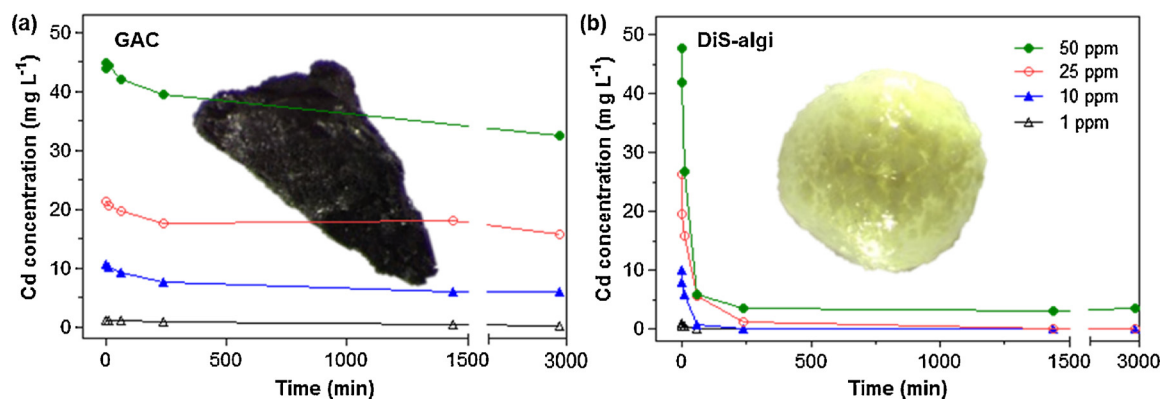 (a)
GAC
Cd concentration (mg L⁻¹)
50
40
30
20
10
0
0
500
1000
1500
3000
Time (min)
(b)
DiS-algi
50 ppm
25 ppm
10 ppm
1 ppm
Cd concentration (mg L⁻¹)
50
40
30
20
10
0
0
500
1000
1500
3000
Time (min)